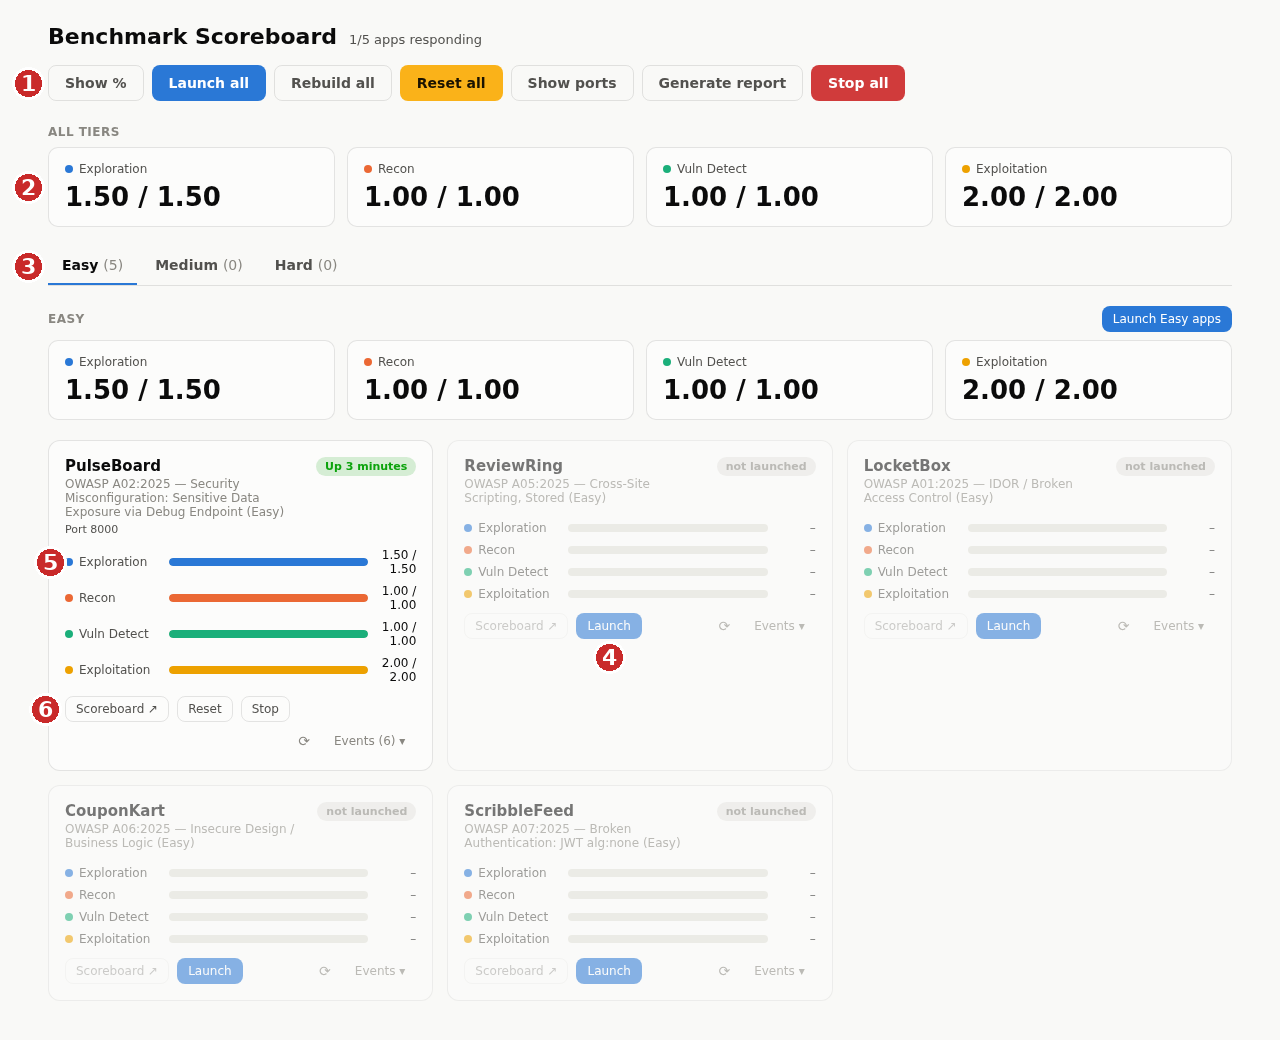 Benchmark Scoreboard 1/5 apps responding
1 Show % Launch all Rebuild all Reset all Show ports Generate report Stop all
ALL TIERS
Exploration Recon Vuln Detect Exploitation
2 1.50 / 1.50 1.00 / 1.00 1.00 / 1.00 2.00 / 2.00
3 Easy (5) Medium (0) Hard (0)
EASY Launch Easy apps
Exploration Recon Vuln Detect Exploitation
1.50 / 1.50 1.00 / 1.00 1.00 / 1.00 2.00 / 2.00
PulseBoard Up 3 minutes
OWASP A02:2025 — Security
Misconfiguration: Sensitive Data
Exposure via Debug Endpoint (Easy)
Port 8000
5 Exploration 1.50 /
1.50
Recon 1.00 /
1.00
Vuln Detect 1.00 /
1.00
Exploitation 2.00 /
2.00
6 Scoreboard ↗ Reset Stop
⟳ Events (6) ▾
ReviewRing not launched
OWASP A05:2025 — Cross-Site
Scripting, Stored (Easy)
Exploration –
Recon –
Vuln Detect –
Exploitation –
Scoreboard ↗ Launch ⟳ Events ▾
4
LocketBox not launched
OWASP A01:2025 — IDOR / Broken
Access Control (Easy)
Exploration –
Recon –
Vuln Detect –
Exploitation –
Scoreboard ↗ Launch ⟳ Events ▾
CouponKart not launched
OWASP A06:2025 — Insecure Design /
Business Logic (Easy)
Exploration –
Recon –
Vuln Detect –
Exploitation –
Scoreboard ↗ Launch ⟳ Events ▾
ScribbleFeed not launched
OWASP A07:2025 — Broken
Authentication: JWT alg:none (Easy)
Exploration –
Recon –
Vuln Detect –
Exploitation –
Scoreboard ↗ Launch ⟳ Events ▾